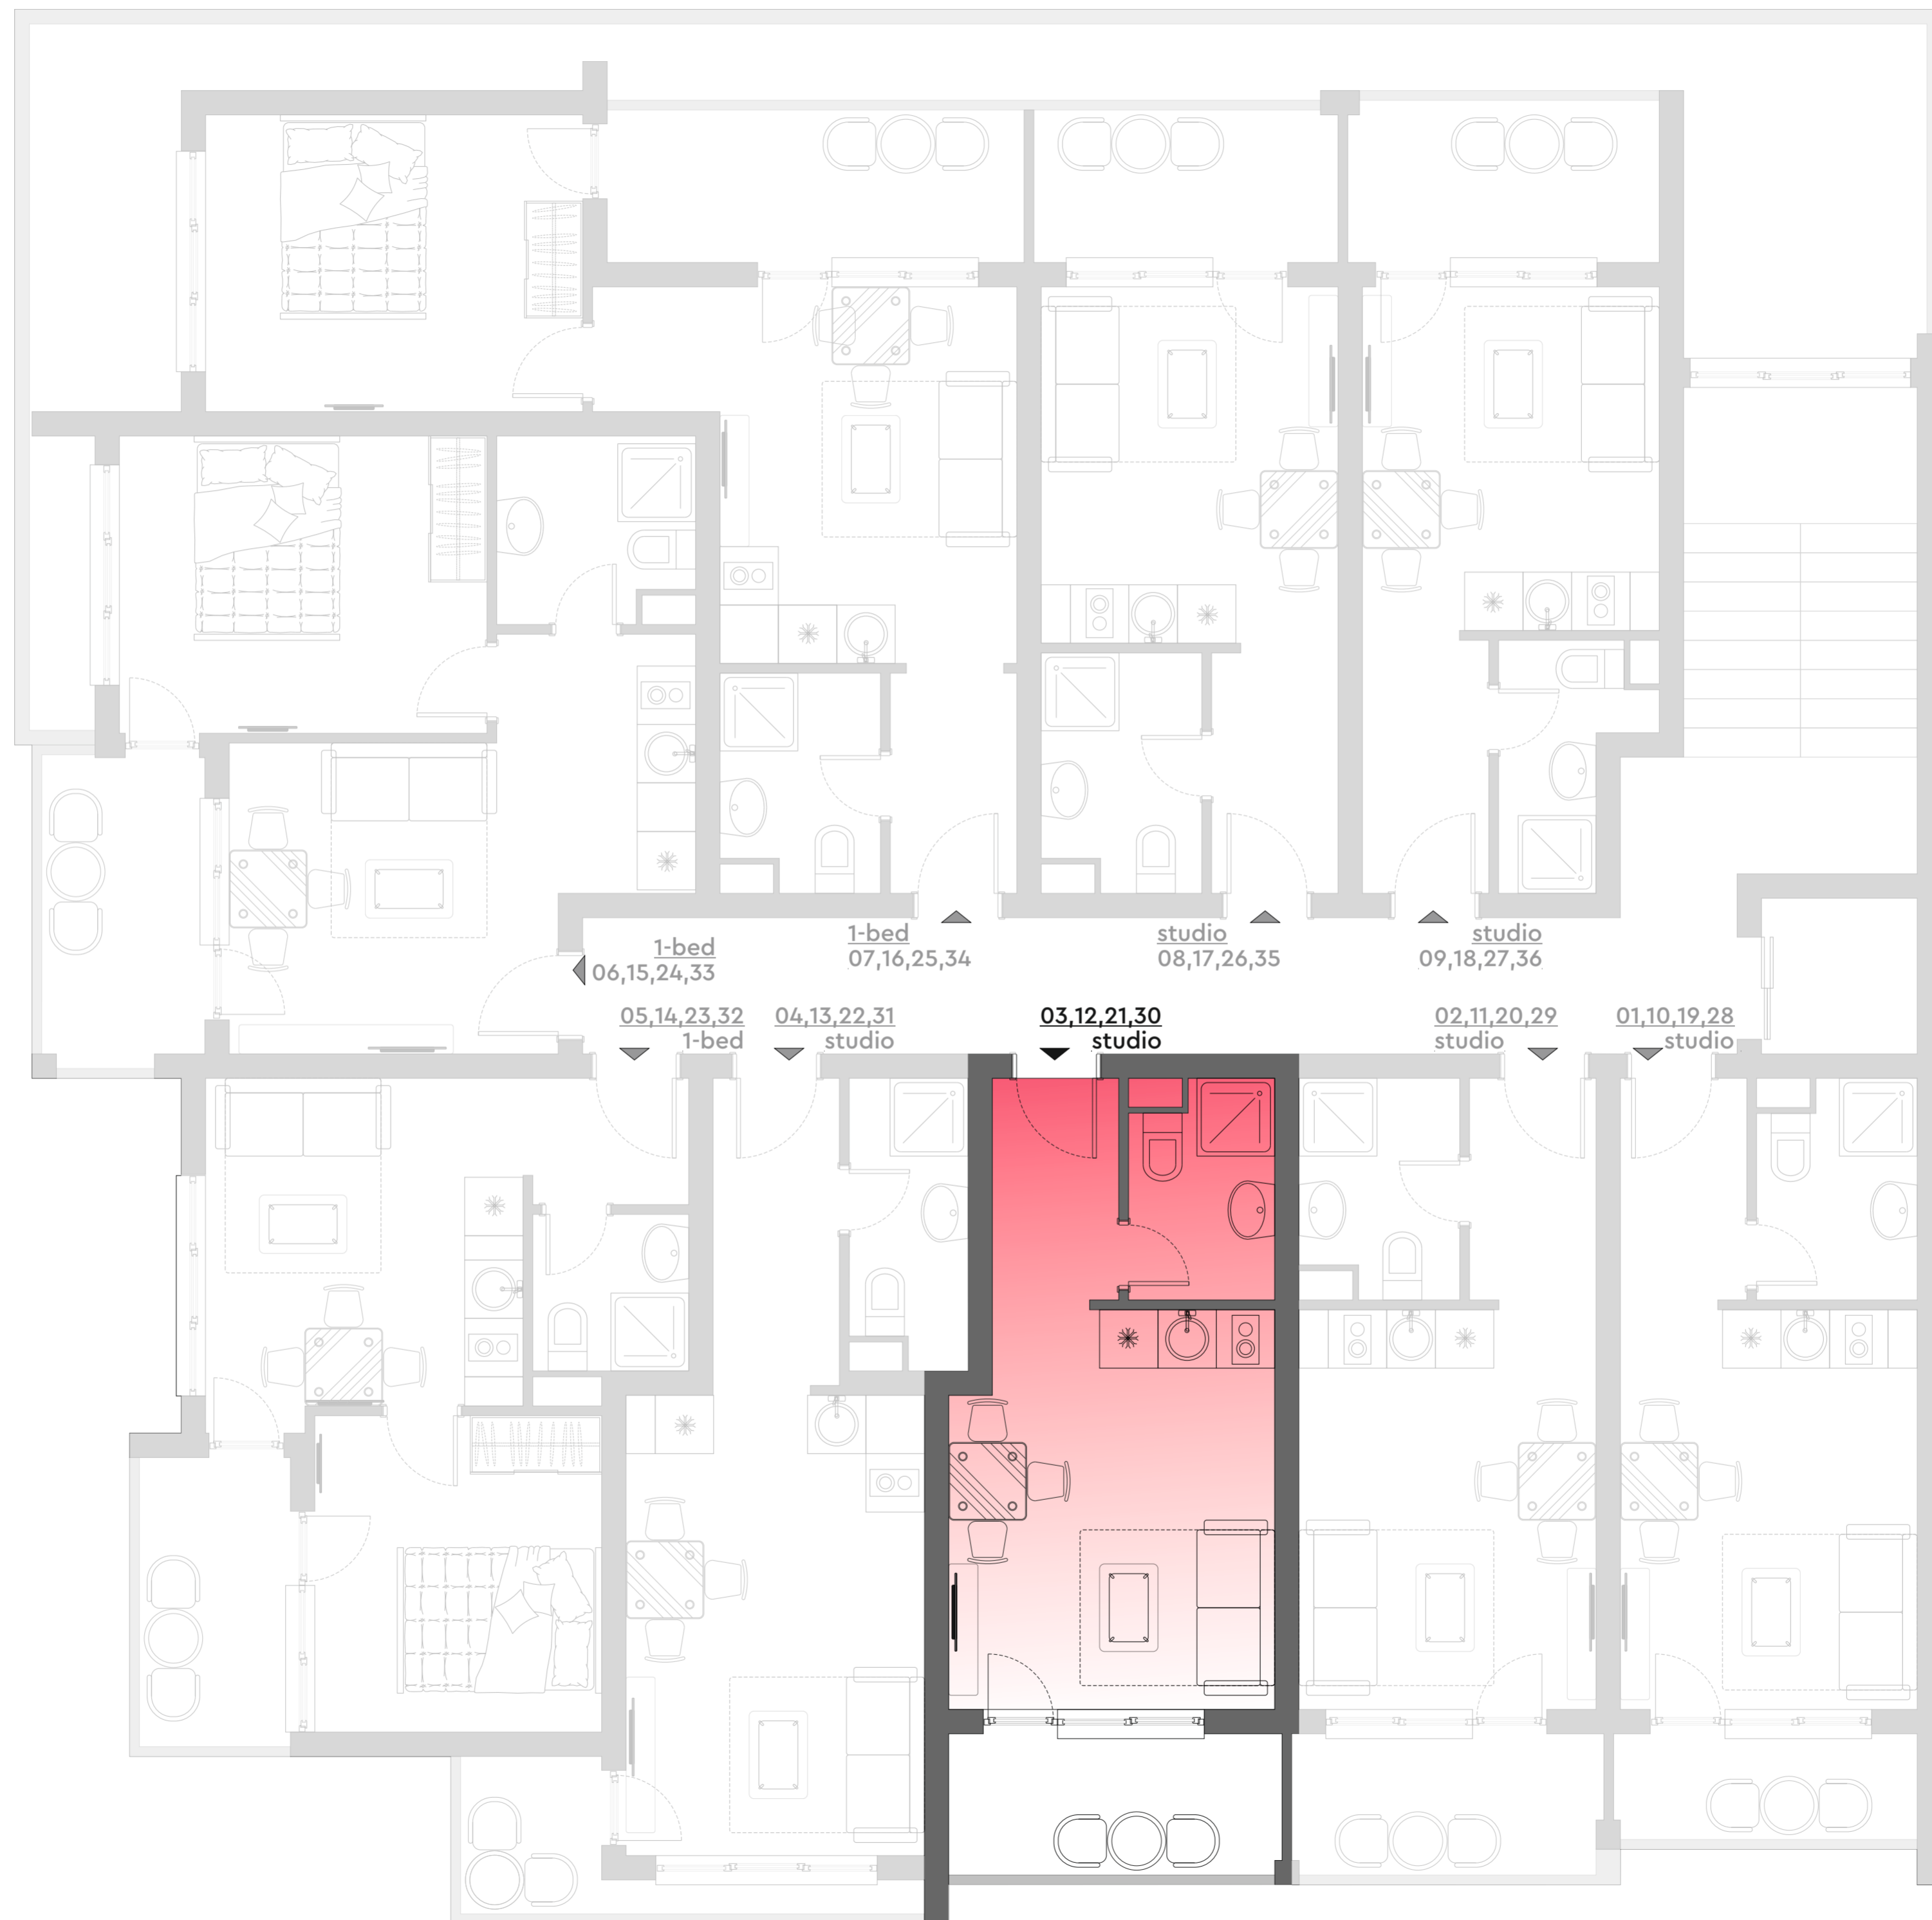 1-bed
06,15,24,33
1-bed
07,16,25,34
studio
08,17,26,35
studio
09,18,27,36
05,14,23,32
1-bed
04,13,22,31
studio
03,12,21,30
studio
02,11,20,29
studio
01,10,19,28
studio